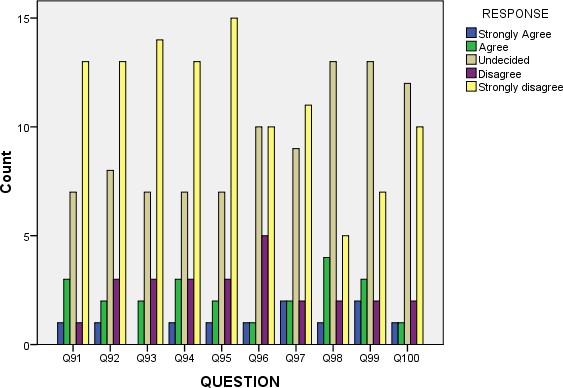 RESPONSE
Strongly Agree
Agree
Undecided
Disagree
Strongly disagree
15
10
5
0
Count
Q91 Q92 Q93 Q94 Q95 Q96 Q97 Q98 Q99 Q100
QUESTION